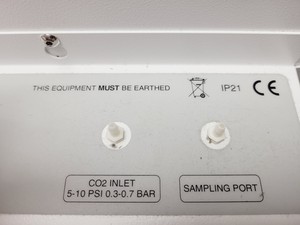 THIS EQUIPMENT MUST BE EARTHED
IP21 CE
CO2 INLET
5-10 PSI 0.3-0.7 BAR
SAMPLING PORT